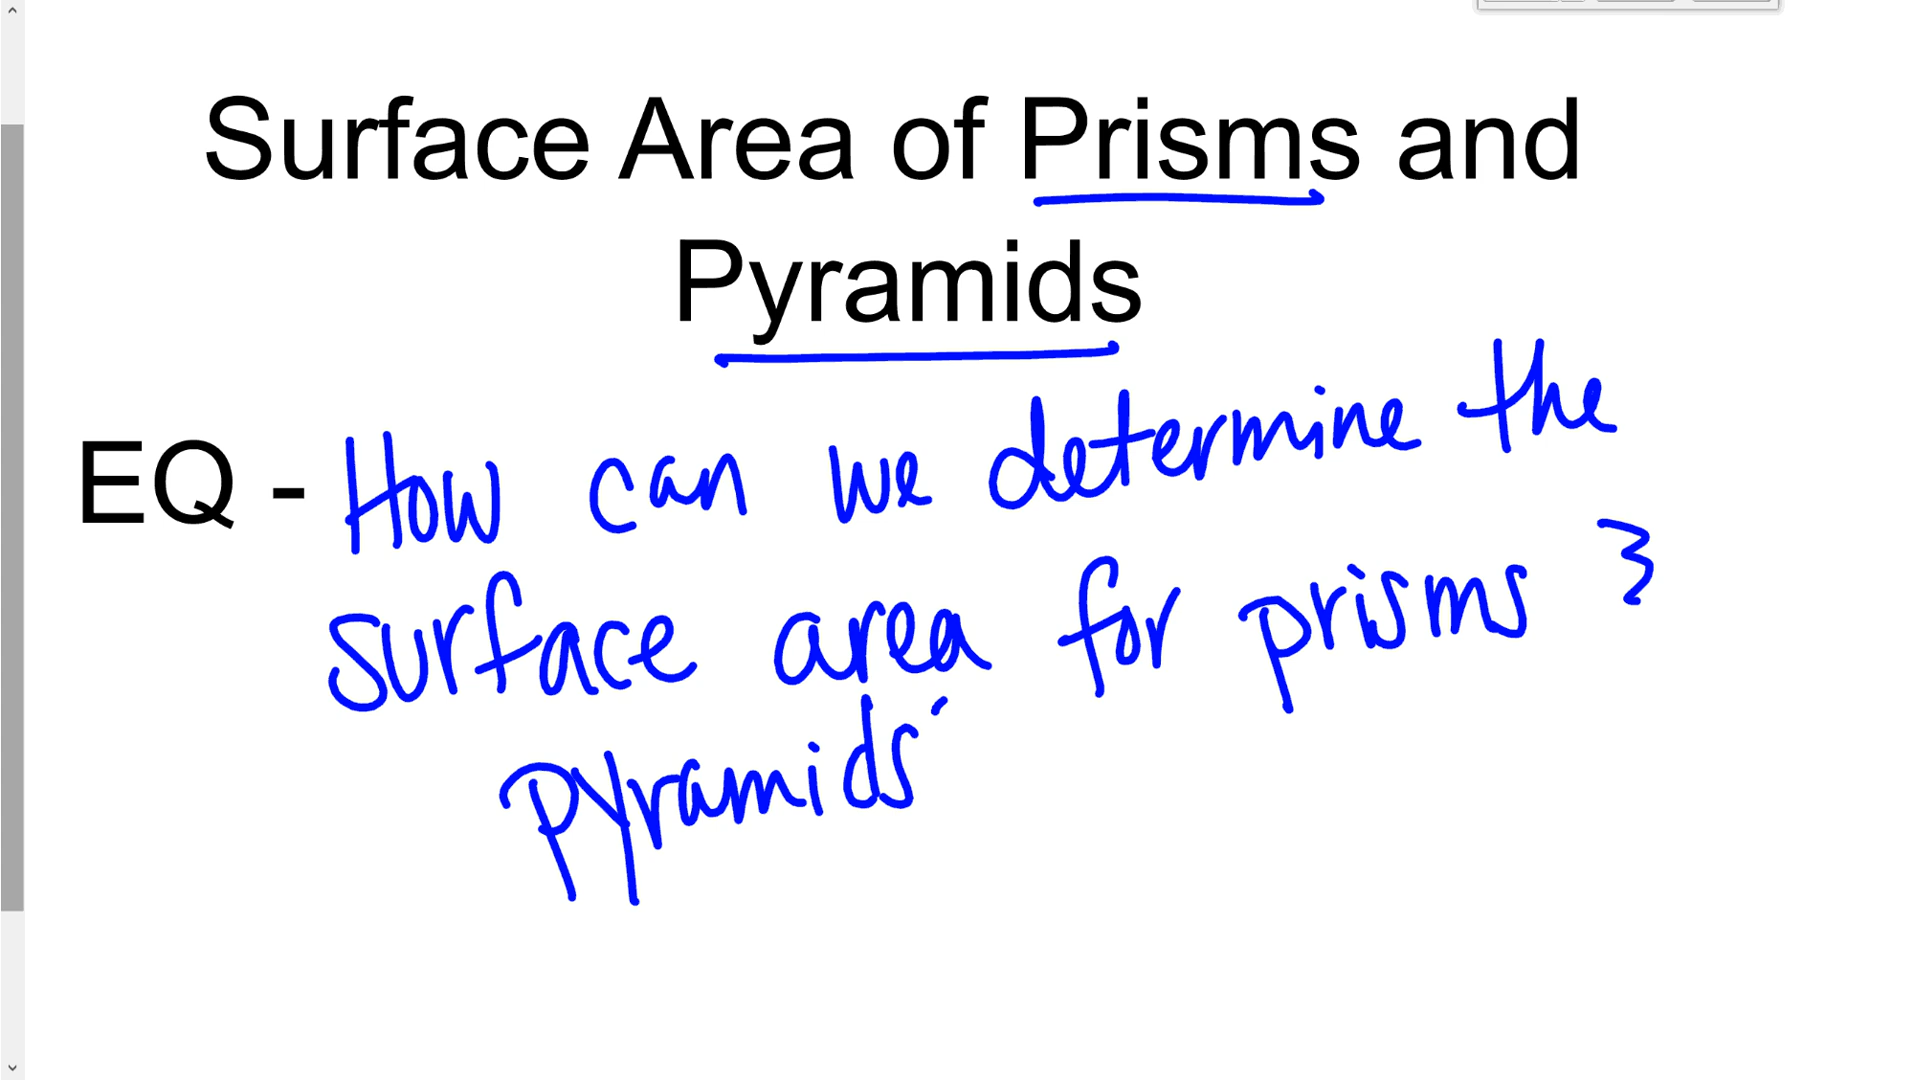 Surface Area of Prisms and
Pyramids
EQ - How can we determine the
surface area for prisms
pyramids